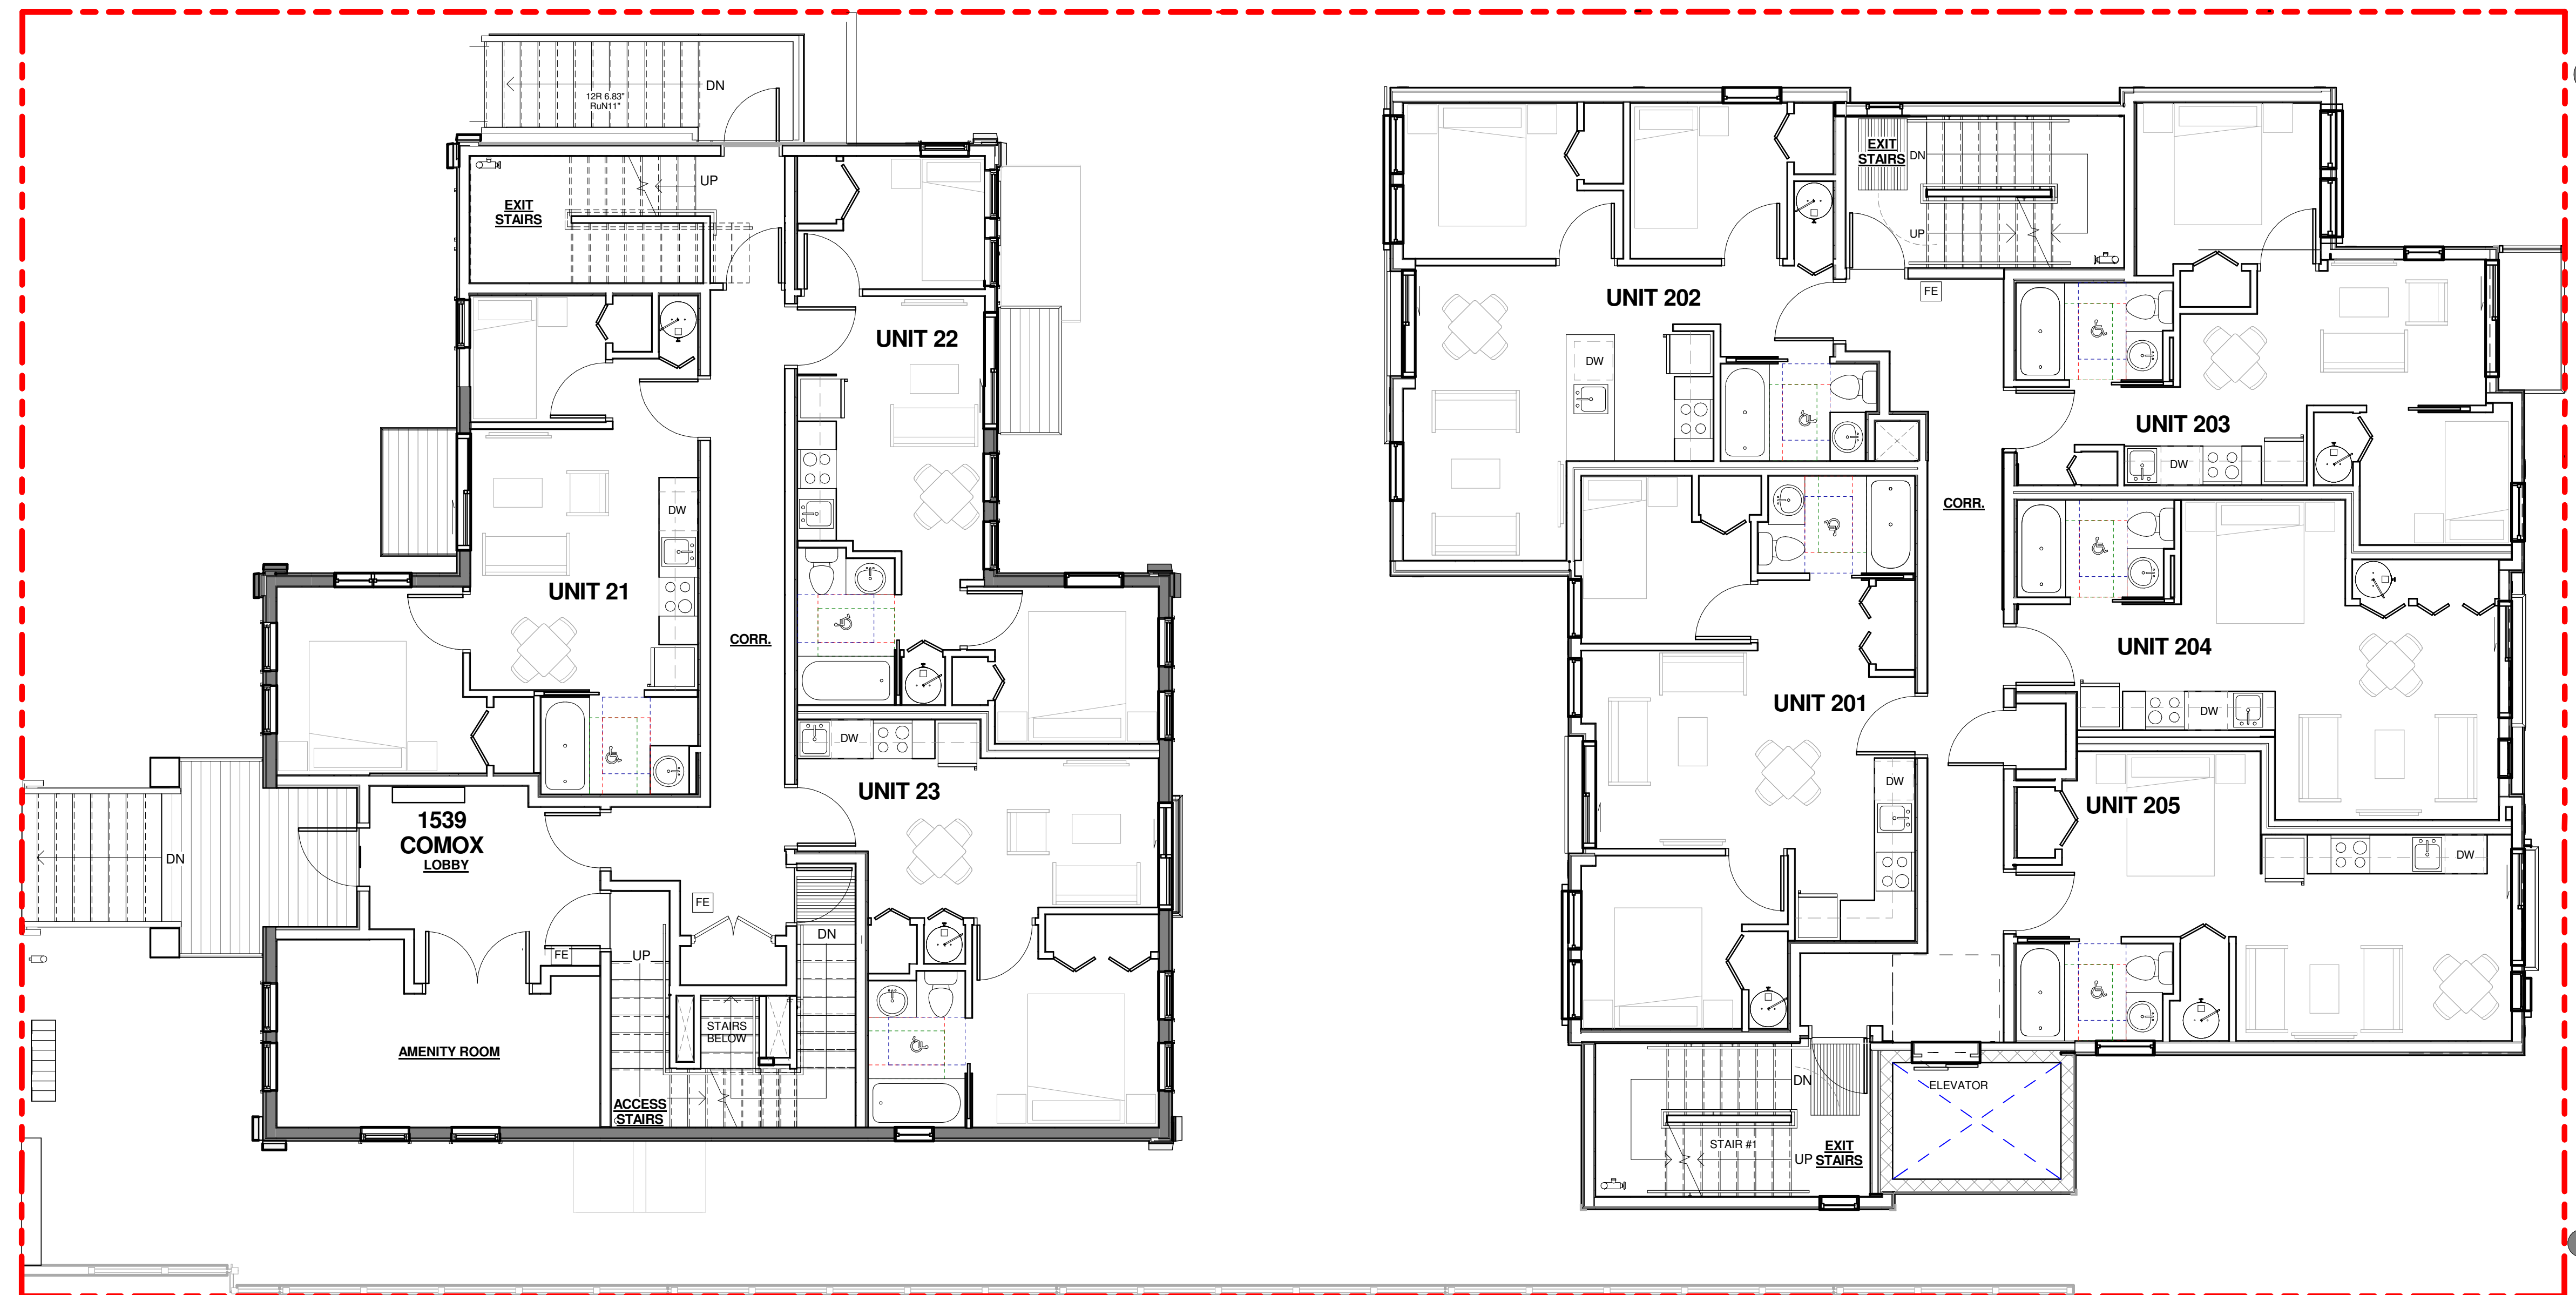 DN
12R 6.83"
RuN11"
UP
EXIT
STAIRS
UNIT 22
DW
UNIT 21
CORR.
DW
UNIT 23
1539
COMOX
LOBBY
DN
FE
FE
DN
UP
STAIRS
BELOW
AMENITY ROOM
ACCESS
STAIRS
EXIT
STAIRS
DN
UP
UNIT 202
FE
DW
UNIT 203
DW
CORR.
UNIT 204
UNIT 201
DW
DW
UNIT 205
DW
DN
ELEVATOR
STAIR #1
UP
EXIT
STAIRS